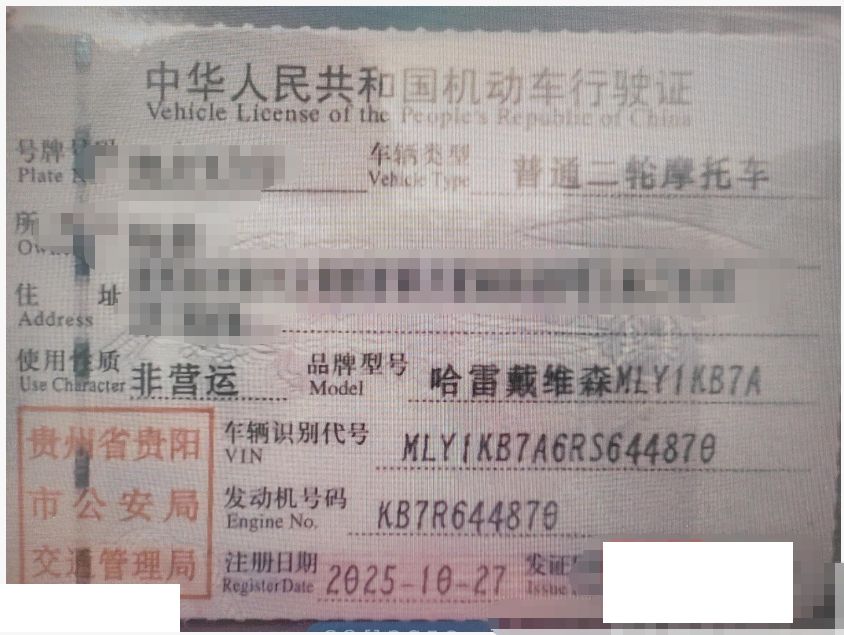 中华人民共和国机动车行驶证
Vehicle License of the People's Republic of China
号牌
Plate
车辆类型
Vehicle Type
普通二轮摩托车
所
住 址
Address
使用性质
Use Character
非营运
品牌型号
Model
哈雷戴维森MLY1KB7A
贵州省贵阳
市公安局
交通管理局
车辆识别代号
VIN
MLY1KB7A6RS644870
发动机号码
Engine No.
KB7R644870
注册日期
Register Date
2025-10-27
发证
Issue